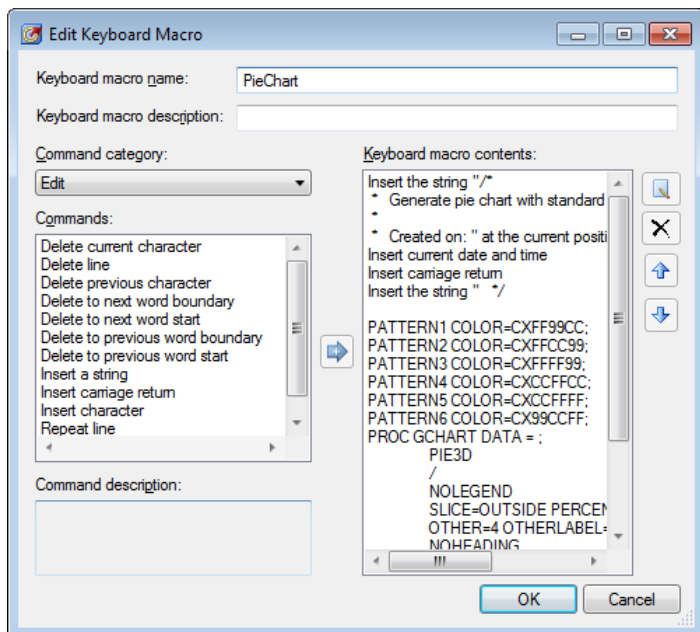 Edit Keyboard Macro
Keyboard macro name:
PieChart
Keyboard macro description:
Command category:
Edit
Commands:
Delete current character
Delete line
Delete previous character
Delete to next word boundary
Delete to next word start
Delete to previous word boundary
Delete to previous word start
Insert a string
Insert carriage return
Insert character
Repeat line
Command description:
Keyboard macro contents:
Insert the string "/*
*   Generate pie chart with standard
*
*   Created on: " at the current positi
Insert current date and time
Insert carriage return
Insert the string "   */
PATTERN1 COLOR=CXFF99CC;
PATTERN2 COLOR=CXFFCC99;
PATTERN3 COLOR=CXFFFF99;
PATTERN4 COLOR=CXCCFFCC;
PATTERN5 COLOR=CXCCFFFF;
PATTERN6 COLOR=CX99CCFF;
PROC GCHART DATA = ;
PIE3D
/
NOLEGEND
SLICE=OUTSIDE PERCEN
OTHER=4 OTHERLABEL=
NOHEADING
OK
Cancel